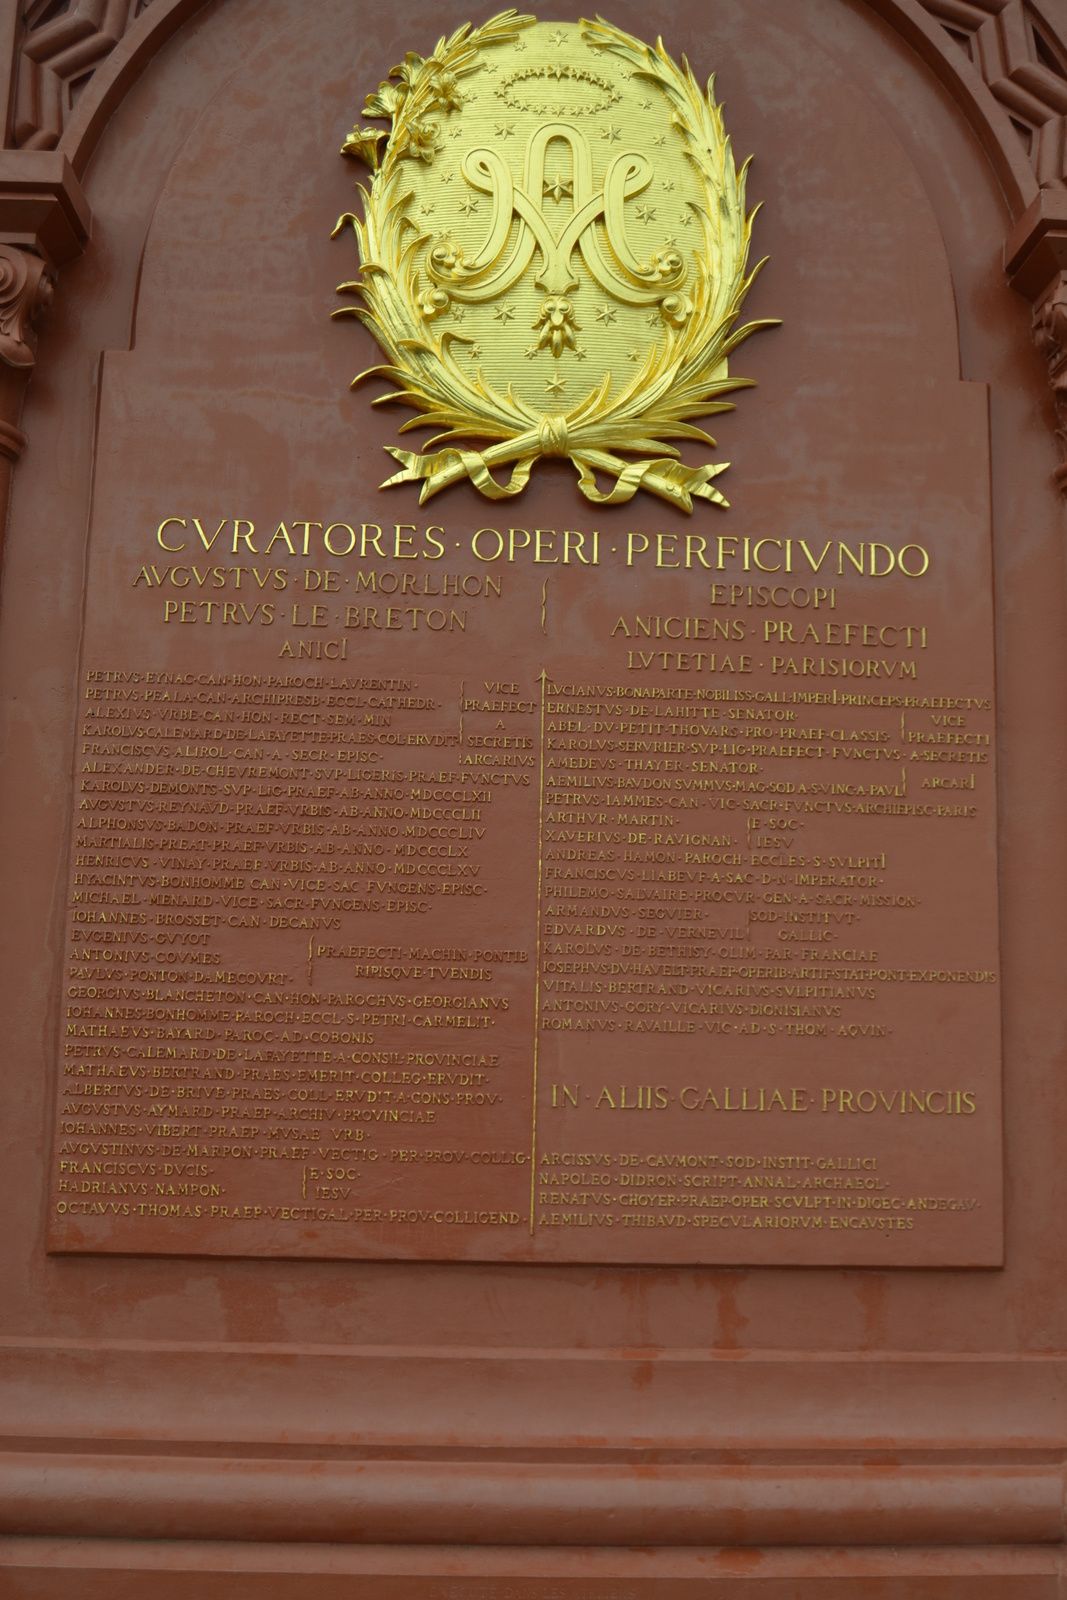 CVRATORES·OPERI·PERFICIVNDO
AVGVSTVS·DE·MORLHON
PETRVS·LE·BRETON
EPISCOPI
ANICIENS·PRAEFECTI
ANICI
LVTETIAE·PARISIORVM
PETRVS·EYNAC·CAN·HON·PAROCH·LAVRENTIN·
PETRVS·PEALA·CAN·ARCHIPRESB·ECCL·CATHEDR·
ALEXIVS·VRBE·CAN·HON·RECT·SEM·MIN
VICE
PRAEFECT
KAROLVS·CALEMARD·DE·LAFAYETTE·PRAES·COL·ERVDIT
A
SECRETIS
FRANCISCVS·ALIROL·CAN·A·SECR·EPISC·
ARCARIVS
ALEXANDER·DE·CHEVREMONT·SVP·LIGERIS·PRAEF·FVNCTVS
KAROLVS·DEMONTS·SVP·LIG·PRAEF·AB·ANNO·MDCCCLXII
AVGVSTVS·REYNAVD·PRAEF·VRBIS·AB·ANNO·MDCCCLII
ALPHONSVS·BADON·PRAEF·VRBIS·AB·ANNO·MDCCCLIV
MARTIALIS·PREAT·PRAEF·VRBIS·AB·ANNO·MDCCCLX
HENRICVS·VINAY·PRAEF·VRBIS·AB·ANNO·MDCCCLXV
HYACINTVS·BONHOMME·CAN·VICE·SAC·FVNGENS·EPISC·
MICHAEL·MENARD·VICE·SACR·FVNGENS·EPISC·
IOHANNES·BROSSET·CAN·DECANVS
EVGENIVS·GVYOT
ANTONIVS·COVMES
PAVLVS·PONTON·DAMECOVRT·
PRAEFECTI·MACHIN·PONTIB
RIPISQVE·TVENDIS
GEORGIVS·BLANCHETON·CAN·HON·PAROCHVS·GEORGIANVS
IOHANNES·BONHOMME·PAROCH·ECCL·S·PETRI·CARMELIT·
MATHAEVS·BAYARD·PAROC·AD·COBONIS
PETRVS·CALEMARD·DE·LAFAYETTE·A·CONSIL·PROVINCIAE
MATHAEVS·BERTRAND·PRAES·EMERIT·COLLEG·ERVDIT·
ALBERTVS·DE·BRIVE·PRAES·COLL·ERVDIT·A·CONS·PROV·
AVGVSTVS·AYMARD·PRAEP·ARCHIV·PROVINCIAE
IOHANNES·VIBERT·PRAEP·MVSAE·VRB·
AVGVSTINVS·DE·MARPON·PRAEF·VECTIG·PER·PROV·COLLIG·
FRANCISCVS·DVCIS·
HADRIANVS·NAMPON·
E·SOC·
IESV
OCTAVVS·THOMAS·PRAEP·VECTIGAL·PER·PROV·COLLIGEND
LVCIANVS·BONAPARTE·NOBILISS·GALL·IMPERI·PRINCEPS·PRAEFECTVS
ERNESTVS·DE·LAHITTE·SENATOR·
ABEL·DV·PETIT·THOVARS·PRO·PRAEF·CLASSIS·
VICE
PRAEFECTI
KAROLVS·SERVRIER·SVP·LIG·PRAEFECT·FVNCTVS·A·SECRETIS
AMEDEVS·THAYER·SENATOR·
AEMILIVS·BAVDON·SVMMVS·MAG·SOD·A·S·VINC·A·PAVL
ARCARI
PETRVS·IAMMES·CAN·VIC·SACR·FVNCTVS·ARCHIEPISC·PARIS
ARTHVR·MARTIN·
XAVERIVS·DE·RAVIGNAN·
E·SOC·
IESV
ANDREAS·HAMON·PAROCH·ECCLES·S·SVLPITI
FRANCISCVS·LIABEVF·A·SAC·D·N·IMPERATOR·
PHILEMO·SALVAIRE·PROCVR·GEN·A·SACR·MISSION·
ARMANDVS·SEGVIER·
EDVARDVS·DE·VERNEVIL
SOD·INSTITVT·
GALLIC·
KAROLVS·DE·BETHISY·OLIM·PAR·FRANCIAE
IOSEPHVS·DV·HAVELT·PRAEP·OPERIB·ARTIF·STAT·PONT·EXPONENDIS
VITALIS·BERTRAND·VICARIVS·SVLPITIANVS
ANTONIVS·GORY·VICARIVS·DIONISIANVS
ROMANVS·RAVAILLE·VIC·AD·S·THOM·AQVIN·
IN·ALIIS·GALLIAE·PROVINCIIS
ARCISSVS·DE·CAVMONT·SOD·INSTIT·GALLICI
NAPOLEO·DIDRON·SCRIPT·ANNAL·ARCHAEOL·
RENATVS·CHOYER·PRAEP·OPER·SCVLPT·IN·DIOEC·ANDEGAV·
AEMILIVS·THIBAVD·SPECVLARIORVM·ENCAVSTES